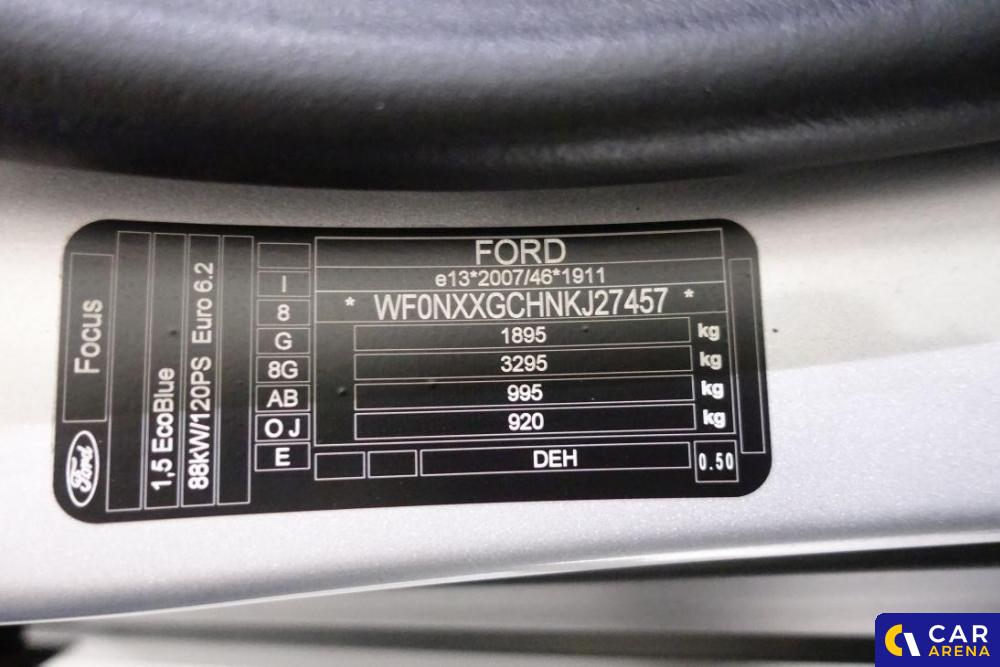 Focus
Ford
1,5 EcoBlue
88kW/120PS Euro 6.2
I
8
G
8G
AB
O J
E
FORD
e13*2007/46*1911
* WF0NXXGCHNKJ27457 *
1895 kg
3295 kg
995 kg
920 kg
DEH
0.50
CAR
ARENA